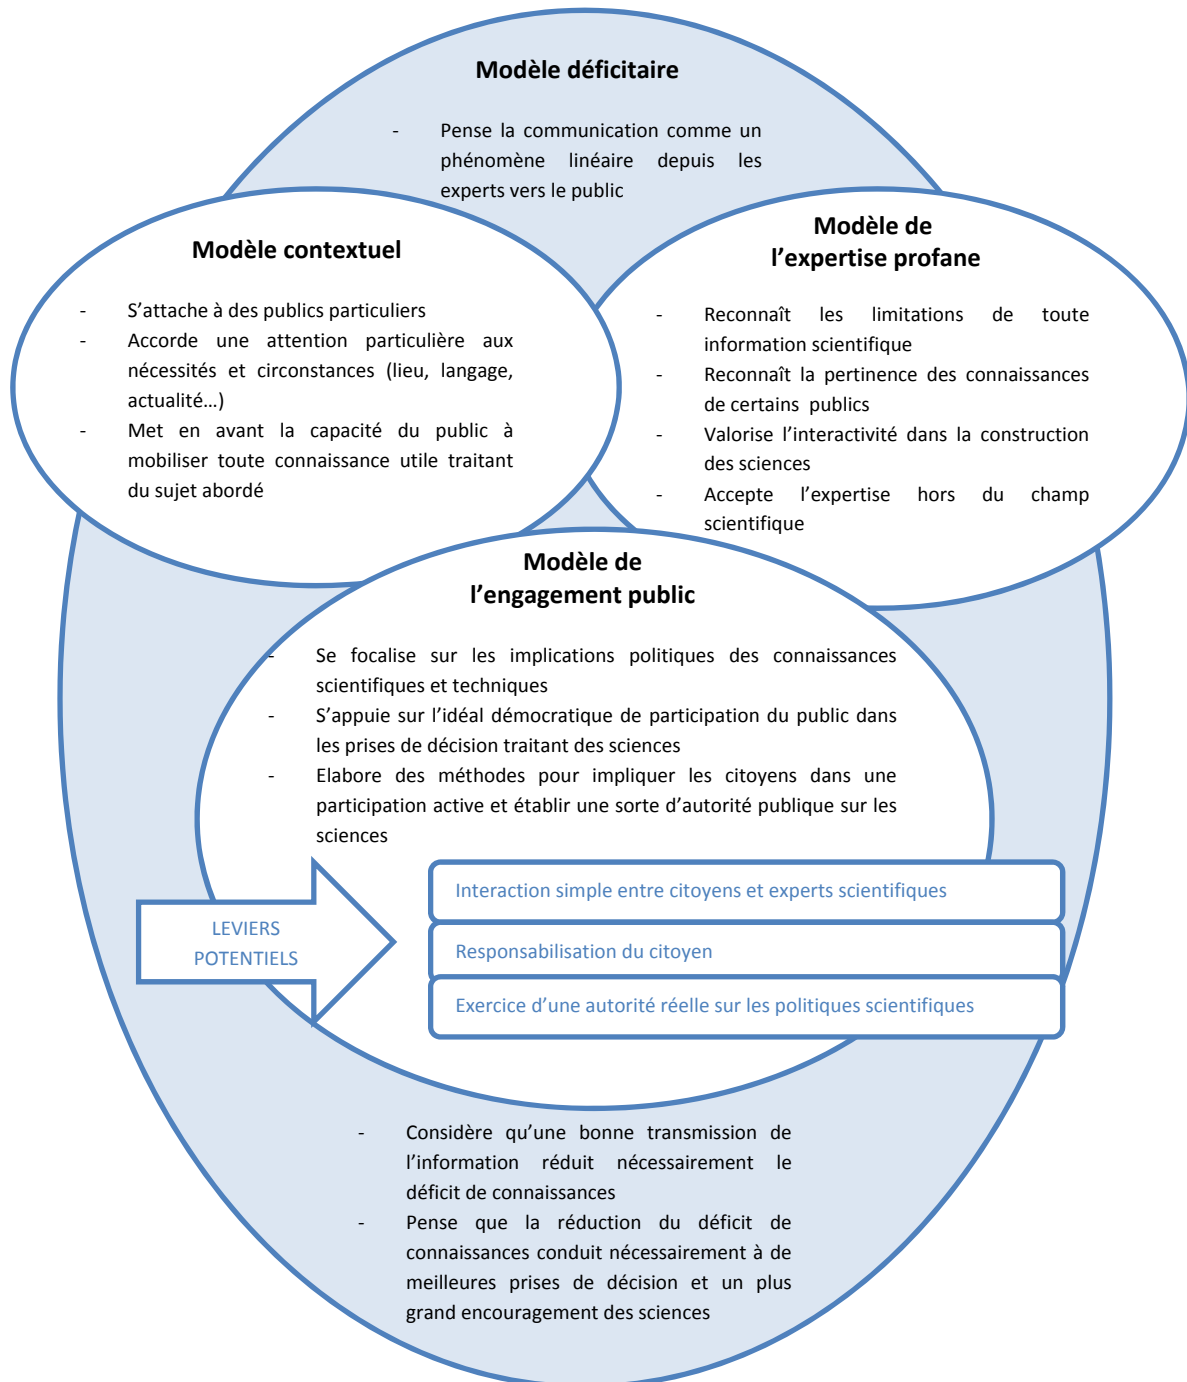 Modèle déficitaire
- Pense la communication comme un
phénomène linéaire depuis les
experts vers le public
Modèle contextuel
- S’attache à des publics particuliers
- Accorde une attention particulière aux
nécessités et circonstances (lieu, langage,
actualité…)
- Met en avant la capacité du public à
mobiliser toute connaissance utile traitant
du sujet abordé
Modèle de
l’expertise profane
- Reconnaît les limitations de toute
information scientifique
- Reconnaît la pertinence des connaissances
de certains publics
- Valorise l’interactivité dans la construction
des sciences
- Accepte l’expertise hors du champ
scientifique
Modèle de
l’engagement public
- Se focalise sur les implications politiques des connaissances
scientifiques et techniques
- S’appuie sur l’idéal démocratique de participation du public dans
les prises de décision traitant des sciences
- Elabore des méthodes pour impliquer les citoyens dans une
participation active et établir une sorte d’autorité publique sur les
sciences
LEVIERS
POTENTIELS
Interaction simple entre citoyens et experts scientifiques
Responsabilisation du citoyen
Exercice d’une autorité réelle sur les politiques scientifiques
- Considère qu’une bonne transmission de
l’information réduit nécessairement le
déficit de connaissances
- Pense que la réduction du déficit de
connaissances conduit nécessairement à de
meilleures prises de décision et un plus
grand encouragement des sciences